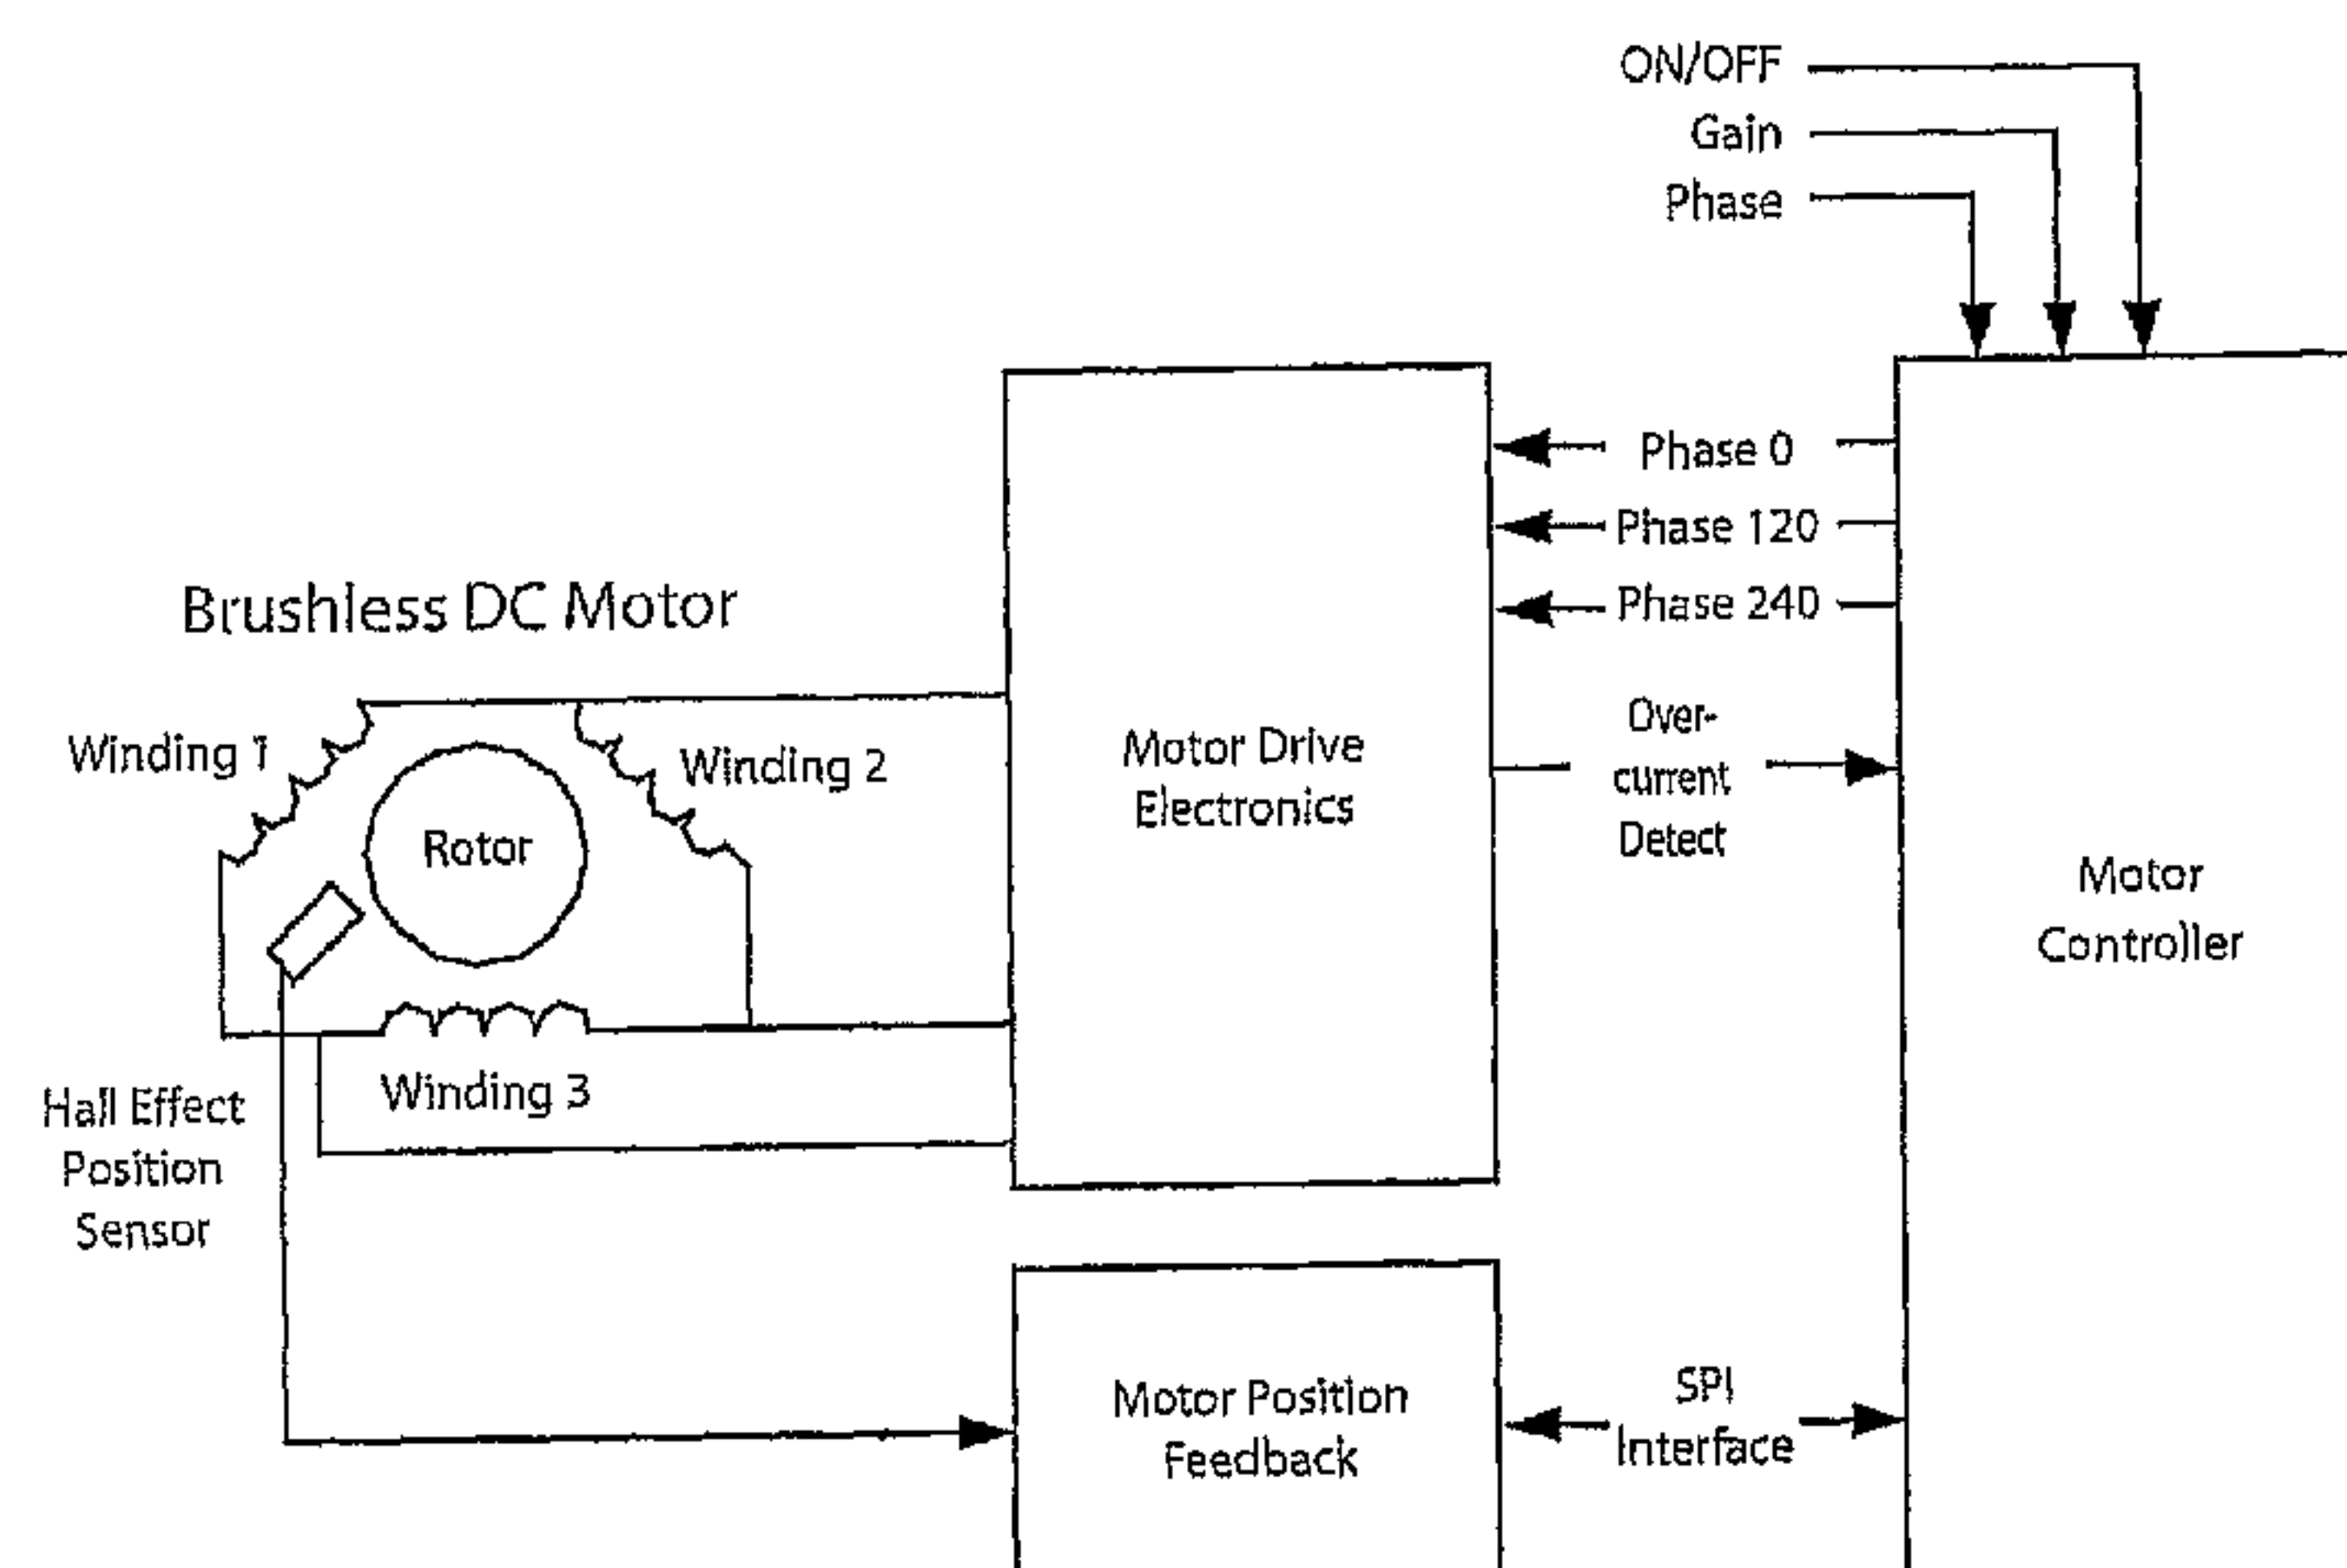 ON/OFF
Gain
Phase
Phase 0
Phase 120
Phase 240
Brushless DC Motor
Winding 1
Winding 2
Rotor
Winding 3
Hall Effect
Position
Sensor
Motor Drive
Electronics
Over-
current
Detect
Motor
Controller
Motor Position
Feedback
SPI
Interface